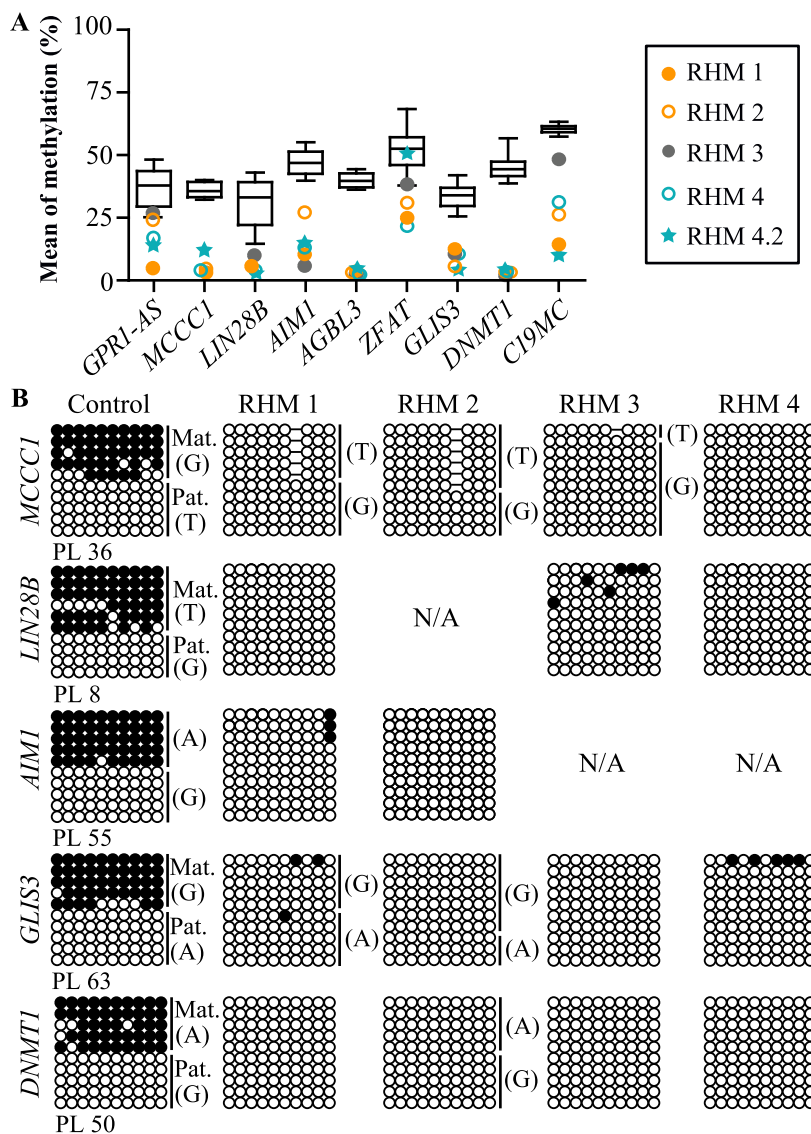 A
Mean of methylation (%)
100
75
50
25
0
GPR1-AS
MCCC1
LIN28B
AIM1
AGBL3
ZFAT
GLIS3
DNMT1
C19MC
RHM 1
RHM 2
RHM 3
RHM 4
RHM 4.2
B
Control RHM 1 RHM 2 RHM 3 RHM 4
MCCC1
Mat.
(G)
Pat.
(T)
(T)
(G)
(T)
(G)
(T)
(G)
PL 36
LIN28B
Mat.
(T)
Pat.
(G)
N/A
PL 8
AIM1
(A)
(G)
N/A
N/A
PL 55
GLIS3
Mat.
(G)
Pat.
(A)
(G)
(A)
(G)
(A)
PL 63
DNMT1
Mat.
(A)
Pat.
(G)
(A)
(G)
PL 50